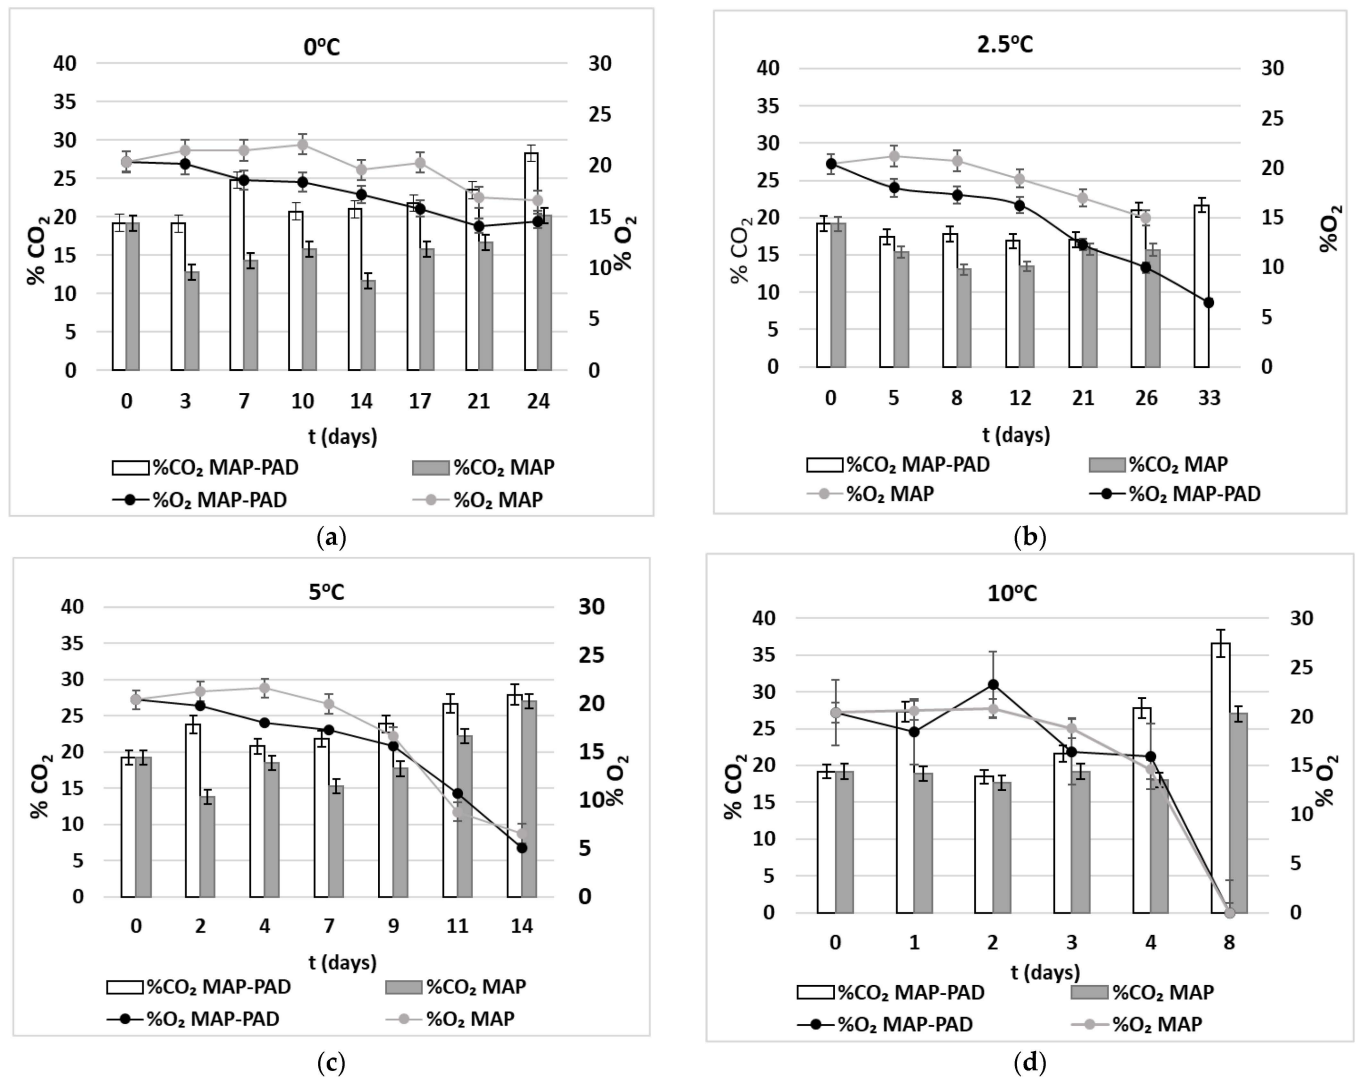 0°C
40 35 30 25 20 15 10 5 0
% CO₂
30 25 20 15 10 5 0
% O₂
0 3 7 10 14 17 21 24
t (days)
%CO₂ MAP-PAD %CO₂ MAP
%O₂ MAP-PAD %O₂ MAP
(a)
2.5°C
40 35 30 25 20 15 10 5 0
% CO₂
30 25 20 15 10 5 0
%O₂
0 5 8 12 21 26 33
t (days)
%CO₂ MAP-PAD %CO₂ MAP
%O₂ MAP %O₂ MAP-PAD
(b)
5°C
40 35 30 25 20 15 10 5 0
% CO₂
30 25 20 15 10 5 0
% O₂
0 2 4 7 9 11 14
t (days)
%CO₂ MAP-PAD %CO₂ MAP
%O₂ MAP-PAD %O₂ MAP
(c)
10°C
40 35 30 25 20 15 10 5 0
% CO₂
30 25 20 15 10 5 0
% O₂
0 1 2 3 4 8
t (days)
%CO₂ MAP-PAD %CO₂ MAP
%O₂ MAP-PAD %O₂ MAP
(d)